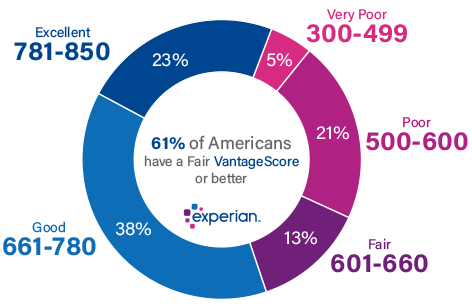 Excellent
781-850
23%
Very Poor
300-499
5%
Poor
500-600
21%
61% of Americans
have a Fair VantageScore
or better
experian.
Good
661-780
38%
Fair
601-660
13%